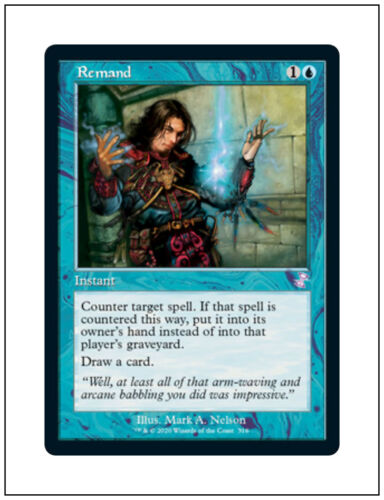 Remand
1
Instant
Counter target spell. If that spell is
countered this way, put it into its
owner's hand instead of into that
player's graveyard.
Draw a card.
“Well, at least all of that arm-waving and
arcane babbling you did was impressive.”
Illus. Mark A. Nelson
™ & © 2020 Wizards of the Coast 316